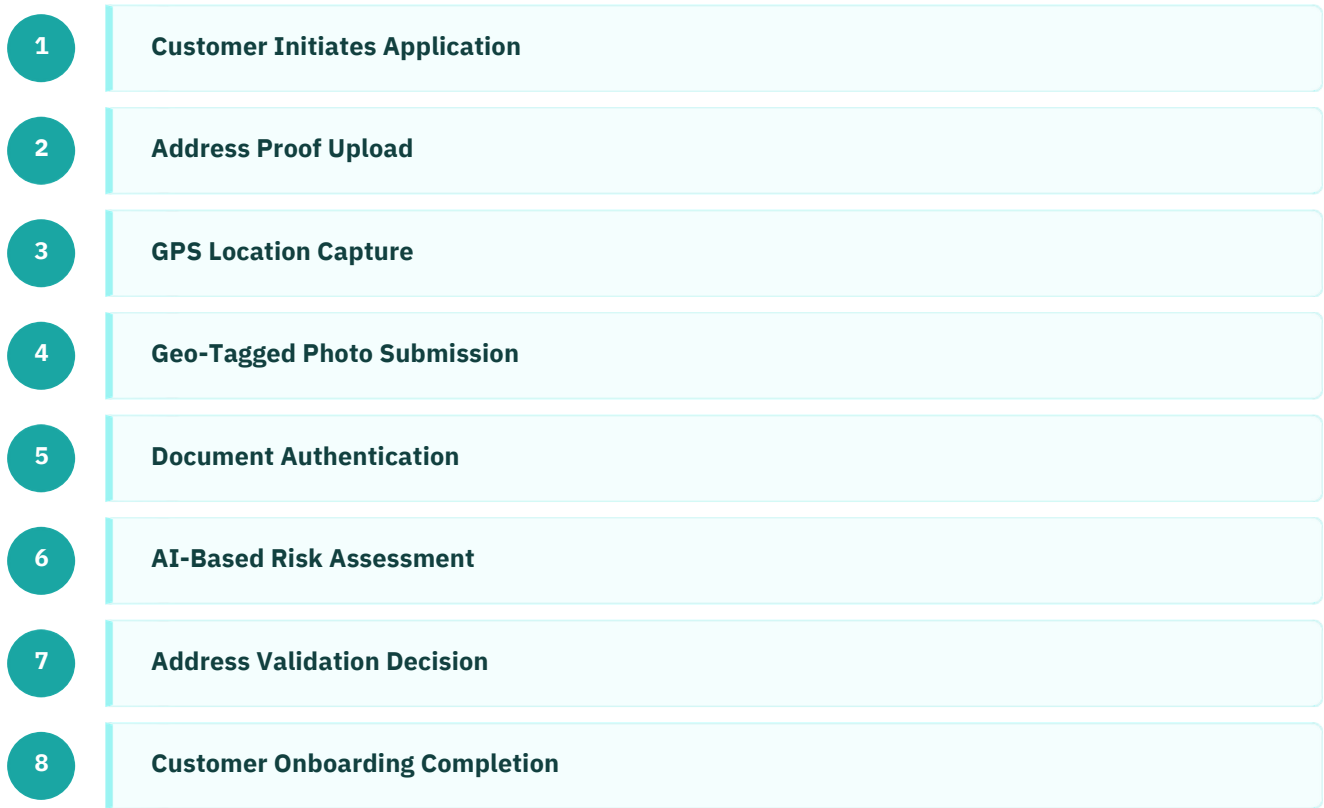 1 Customer Initiates Application
2 Address Proof Upload
3 GPS Location Capture
4 Geo-Tagged Photo Submission
5 Document Authentication
6 AI-Based Risk Assessment
7 Address Validation Decision
8 Customer Onboarding Completion